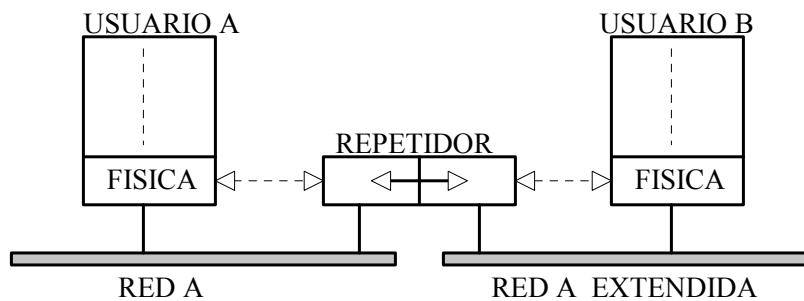 USUARIO A
USUARIO B
REPETIDOR
FISICA
FISICA
RED A
RED A EXTENDIDA